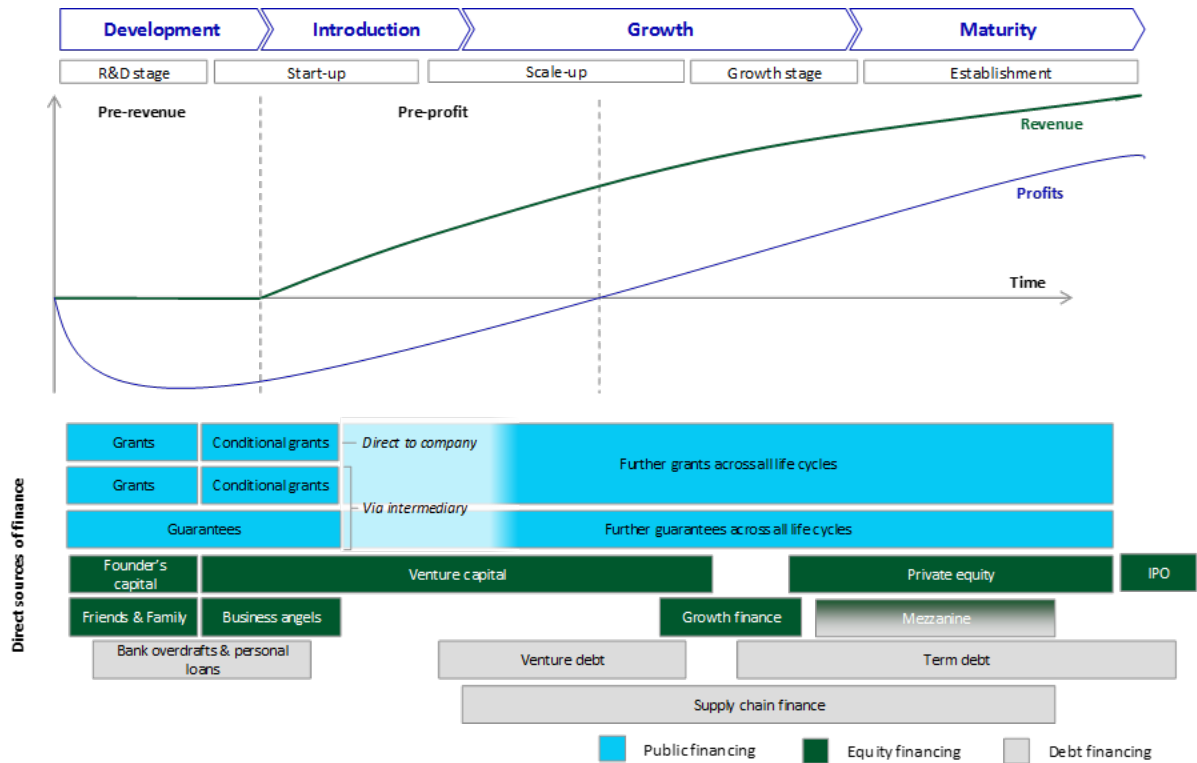 Development
Introduction
Growth
Maturity
R&D stage
Start-up
Scale-up
Growth stage
Establishment
Pre-revenue
Pre-profit
Revenue
Profits
Time
Direct sources of finance
Grants
Conditional grants
Direct to company
Further grants across all life cycles
Grants
Conditional grants
Via intermediary
Guarantees
Further guarantees across all life cycles
Founder's
capital
Venture capital
Private equity
IPO
Friends & Family
Business angels
Growth finance
Mezzanine
Bank overdrafts & personal
loans
Venture debt
Term debt
Supply chain finance
Public financing
Equity financing
Debt financing